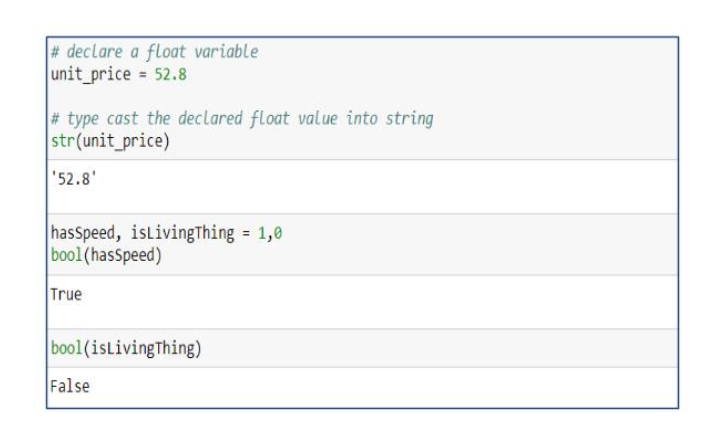 # declare a float variable
unit_price = 52.8
# type cast the declared float value into string
str(unit_price)
'52.8'
hasSpeed, isLivingThing = 1,0
bool(hasSpeed)
True
bool(isLivingThing)
False